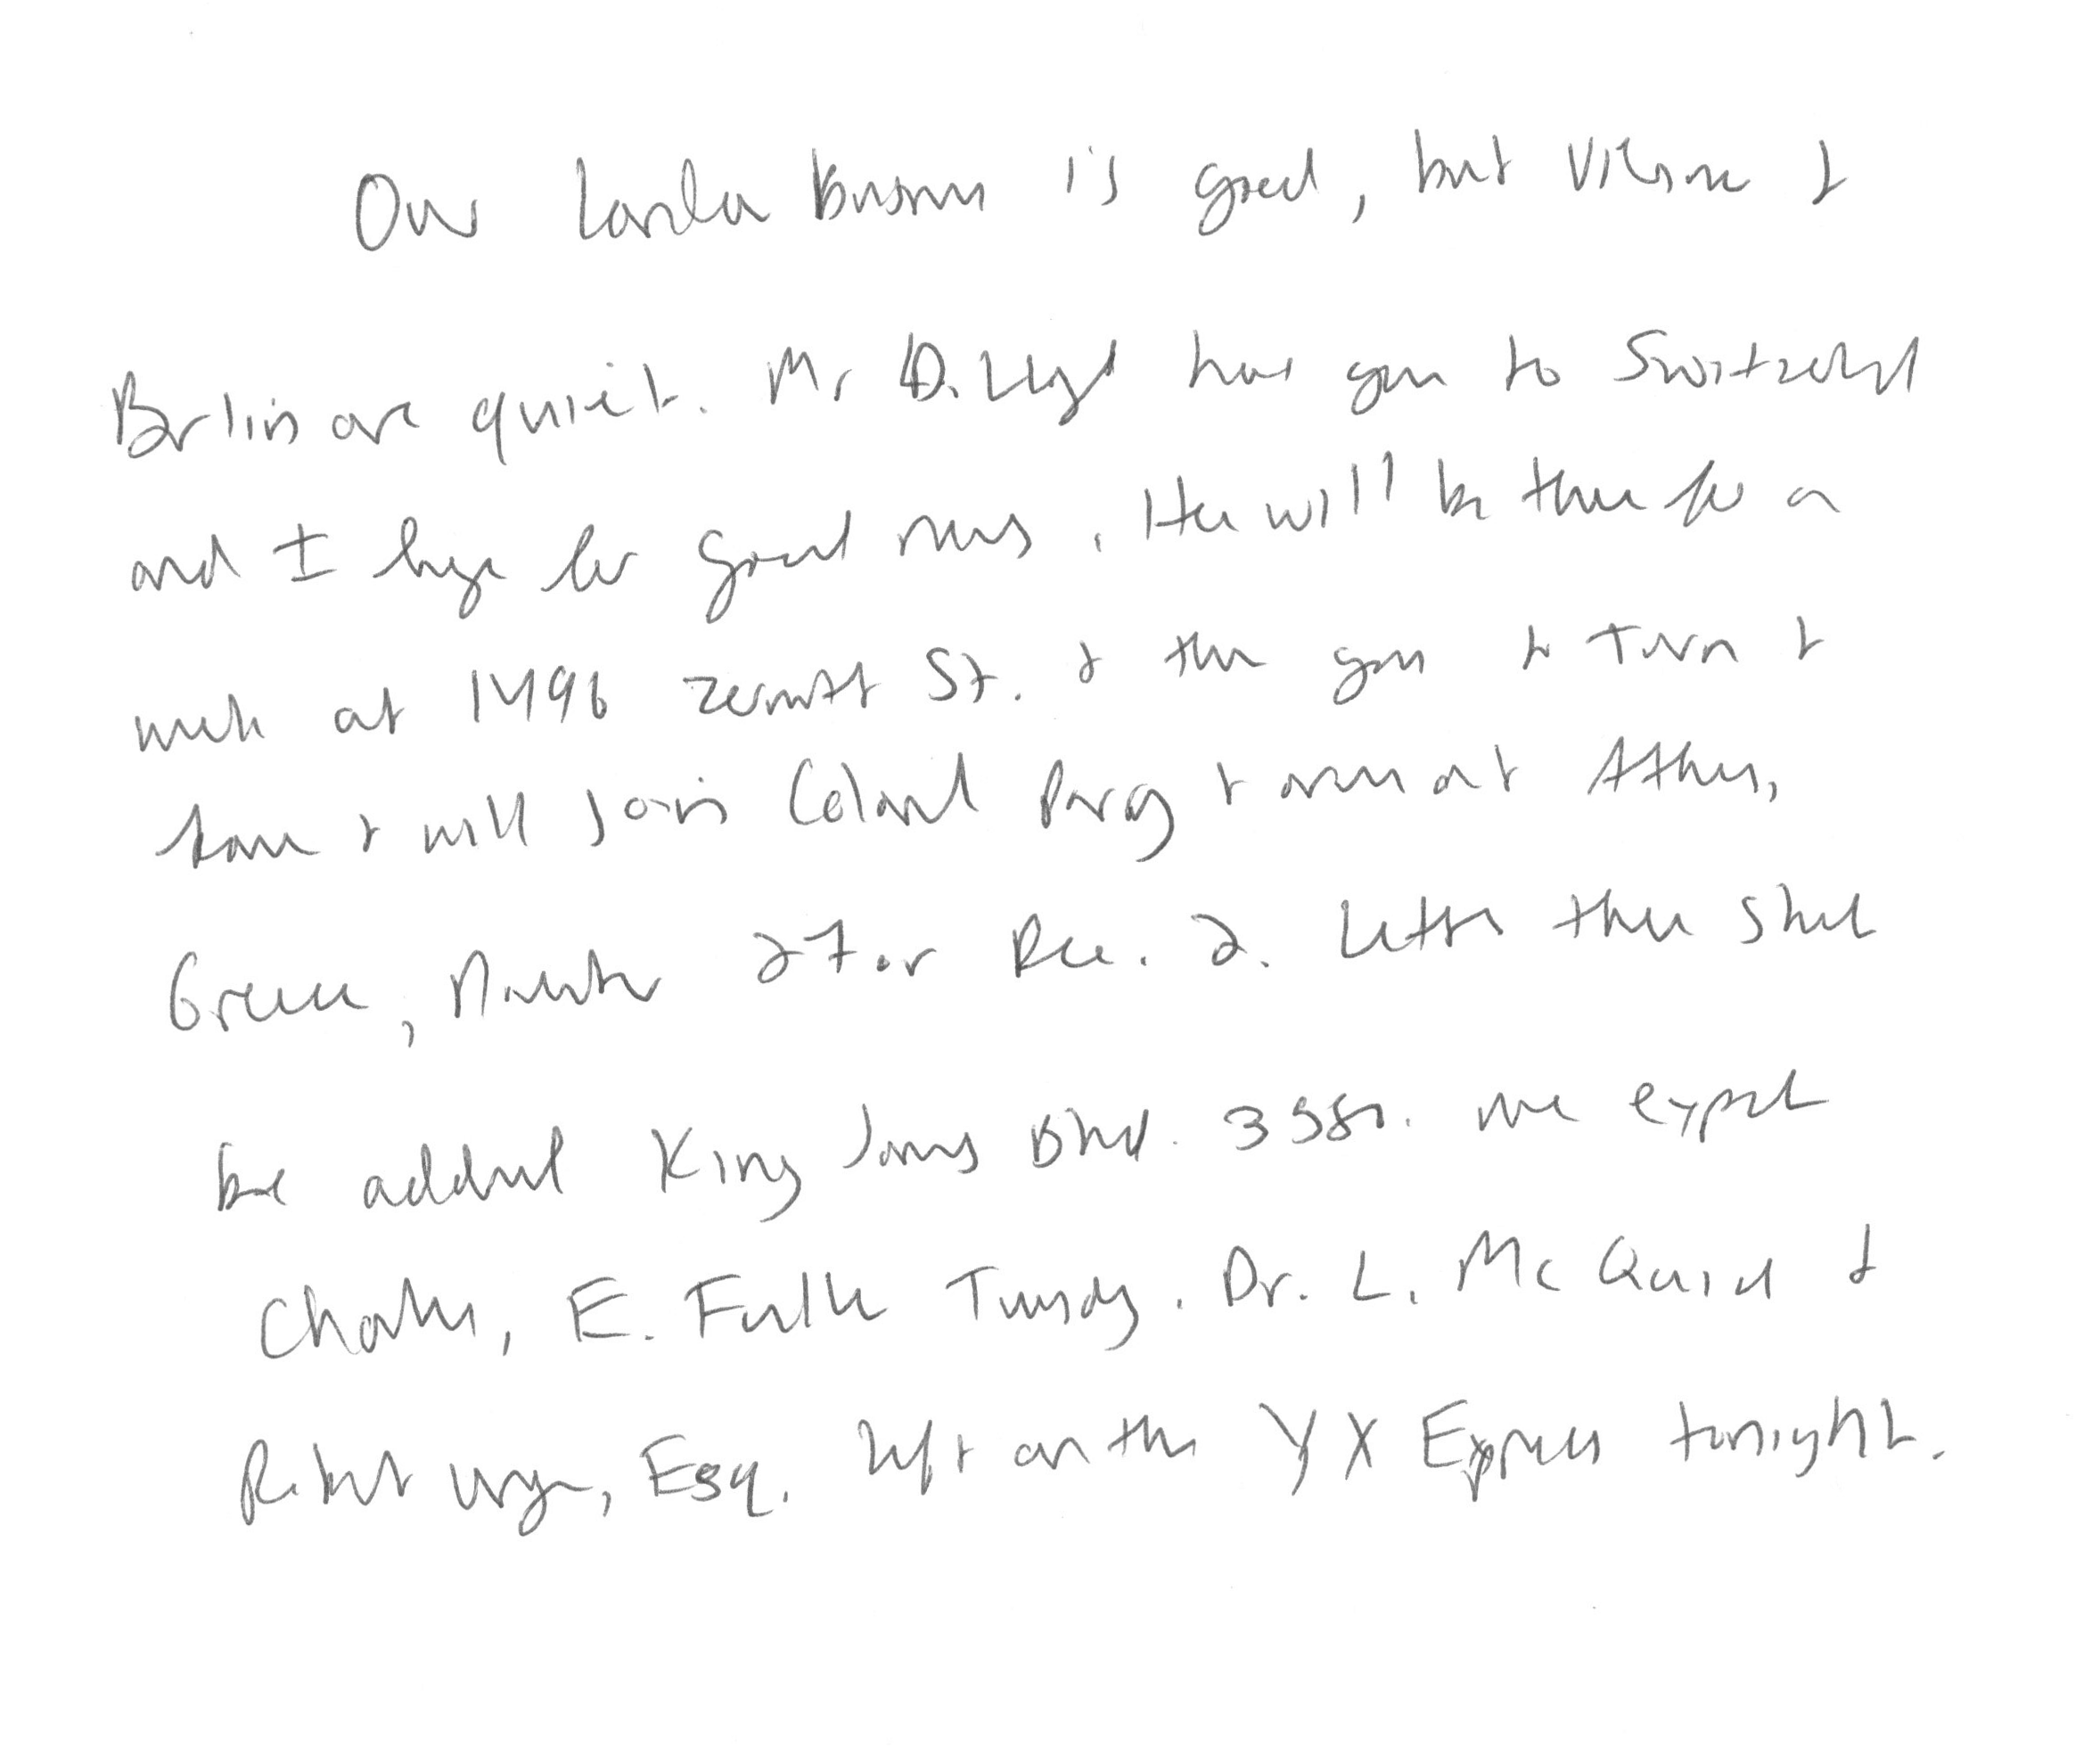 Our London business is good, but Vienna &
Berlin are quiet. Mr D. Lloyd has gone to Switzerland
and I hope for good news. He will be there for a
week at 1496 Zermatt St. & then goes to Turin &
Rome & will join Colonel Parry & arrive at Athens,
Greece, November 27 or Dec. 2. Letters there should
be addressed King James Blvd. 3580. We expect
Charles, E. Fuller Tuesday. Dr. L. McQuaid &
Robert Unger, Esq. left on the YX Express tonight.